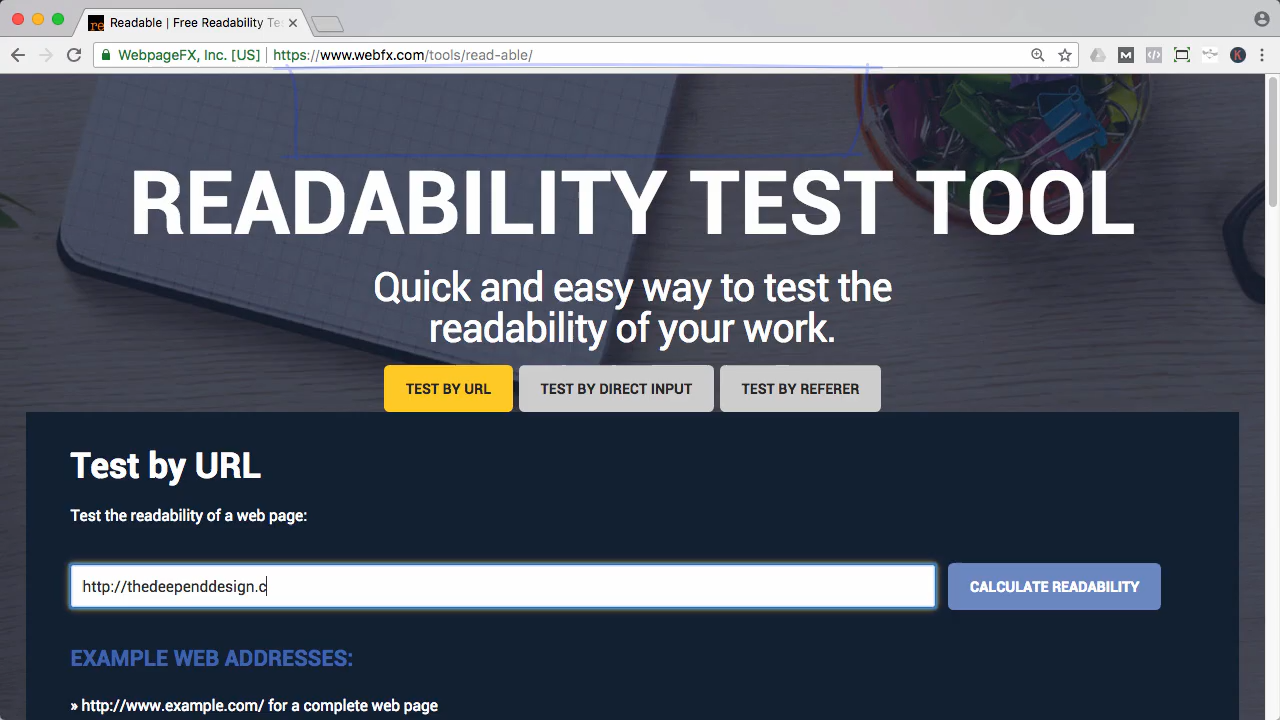 Readable | Free Readability Te
WebpageFX, Inc. [US] | https://www.webfx.com/tools/read-able/
READABILITY TEST TOOL
Quick and easy way to test the
readability of your work.
TEST BY URL
TEST BY DIRECT INPUT
TEST BY REFERER
Test by URL
Test the readability of a web page:
http://thedeependdesign.c
CALCULATE READABILITY
EXAMPLE WEB ADDRESSES:
» http://www.example.com/ for a complete web page